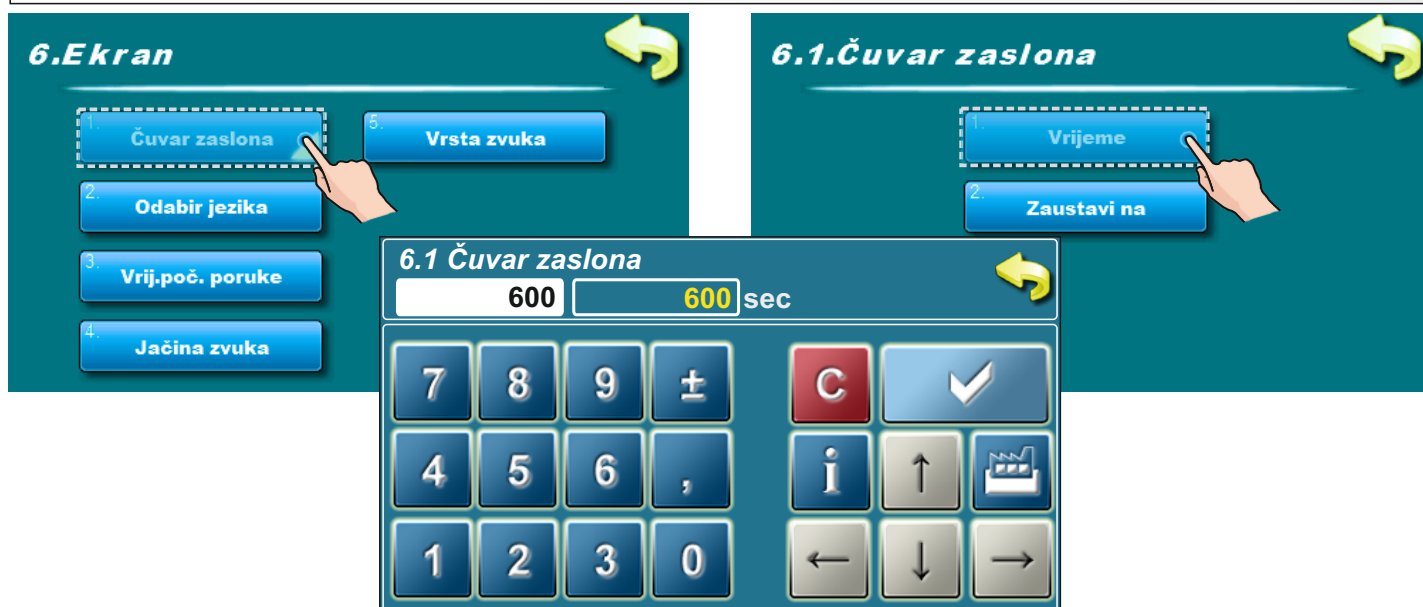 6.Ekran
1. Čuvar zaslona
5. Vrsta zvuka
2. Odabir jezika
3. Vrij.poč. poruke
4. Jačina zvuka
6.1.Čuvar zaslona
1. Vrijeme
2. Zaustavi na
6.1 Čuvar zaslona
600 600 sec
7 8 9 ± C
4 5 6 , i ↑
1 2 3 0 ← ↓ →